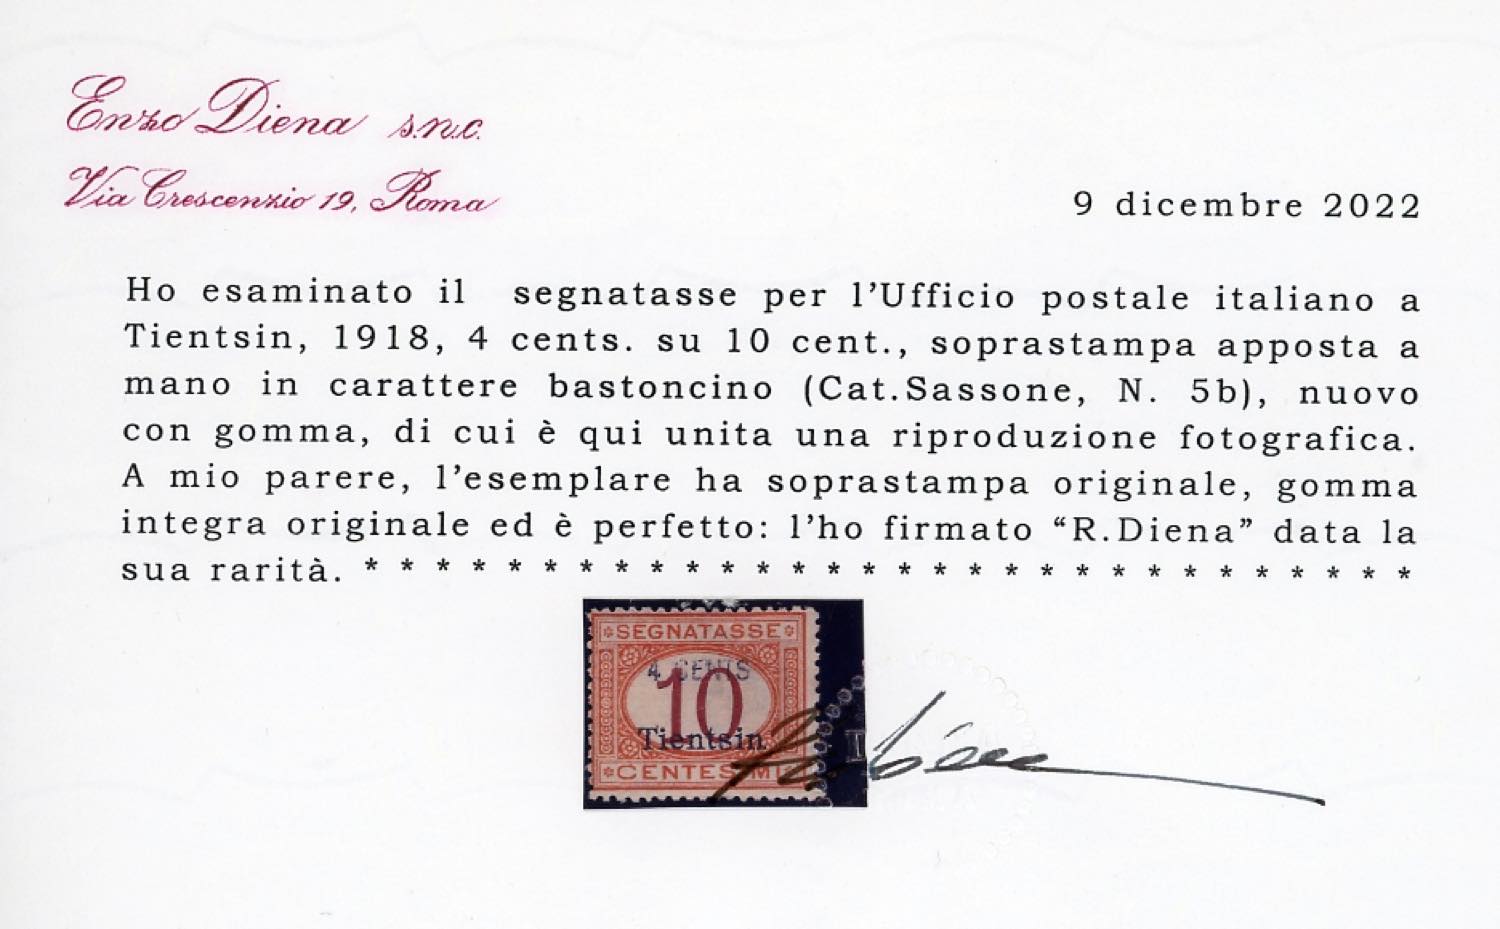 Enzo Diena s.n.c.
Via Crescenzio 19, Roma
9 dicembre 2022
Ho esaminato il segnatasse per l'Ufficio postale italiano a
Tientsin, 1918, 4 cents. su 10 cent., soprastampa apposta a
mano in carattere bastoncino (Cat.Sassone, N. 5b), nuovo
con gomma, di cui è qui unita una riproduzione fotografica.
A mio parere, l'esemplare ha soprastampa originale, gomma
integra originale ed è perfetto: l'ho firmato “R.Diena” data la
sua rarità. * * * * * * * * * * * * * * * * * * * * * * * * * * * * * *
SEGNATASSE
4 CENTS
10
Tientsin
CENTESIMI